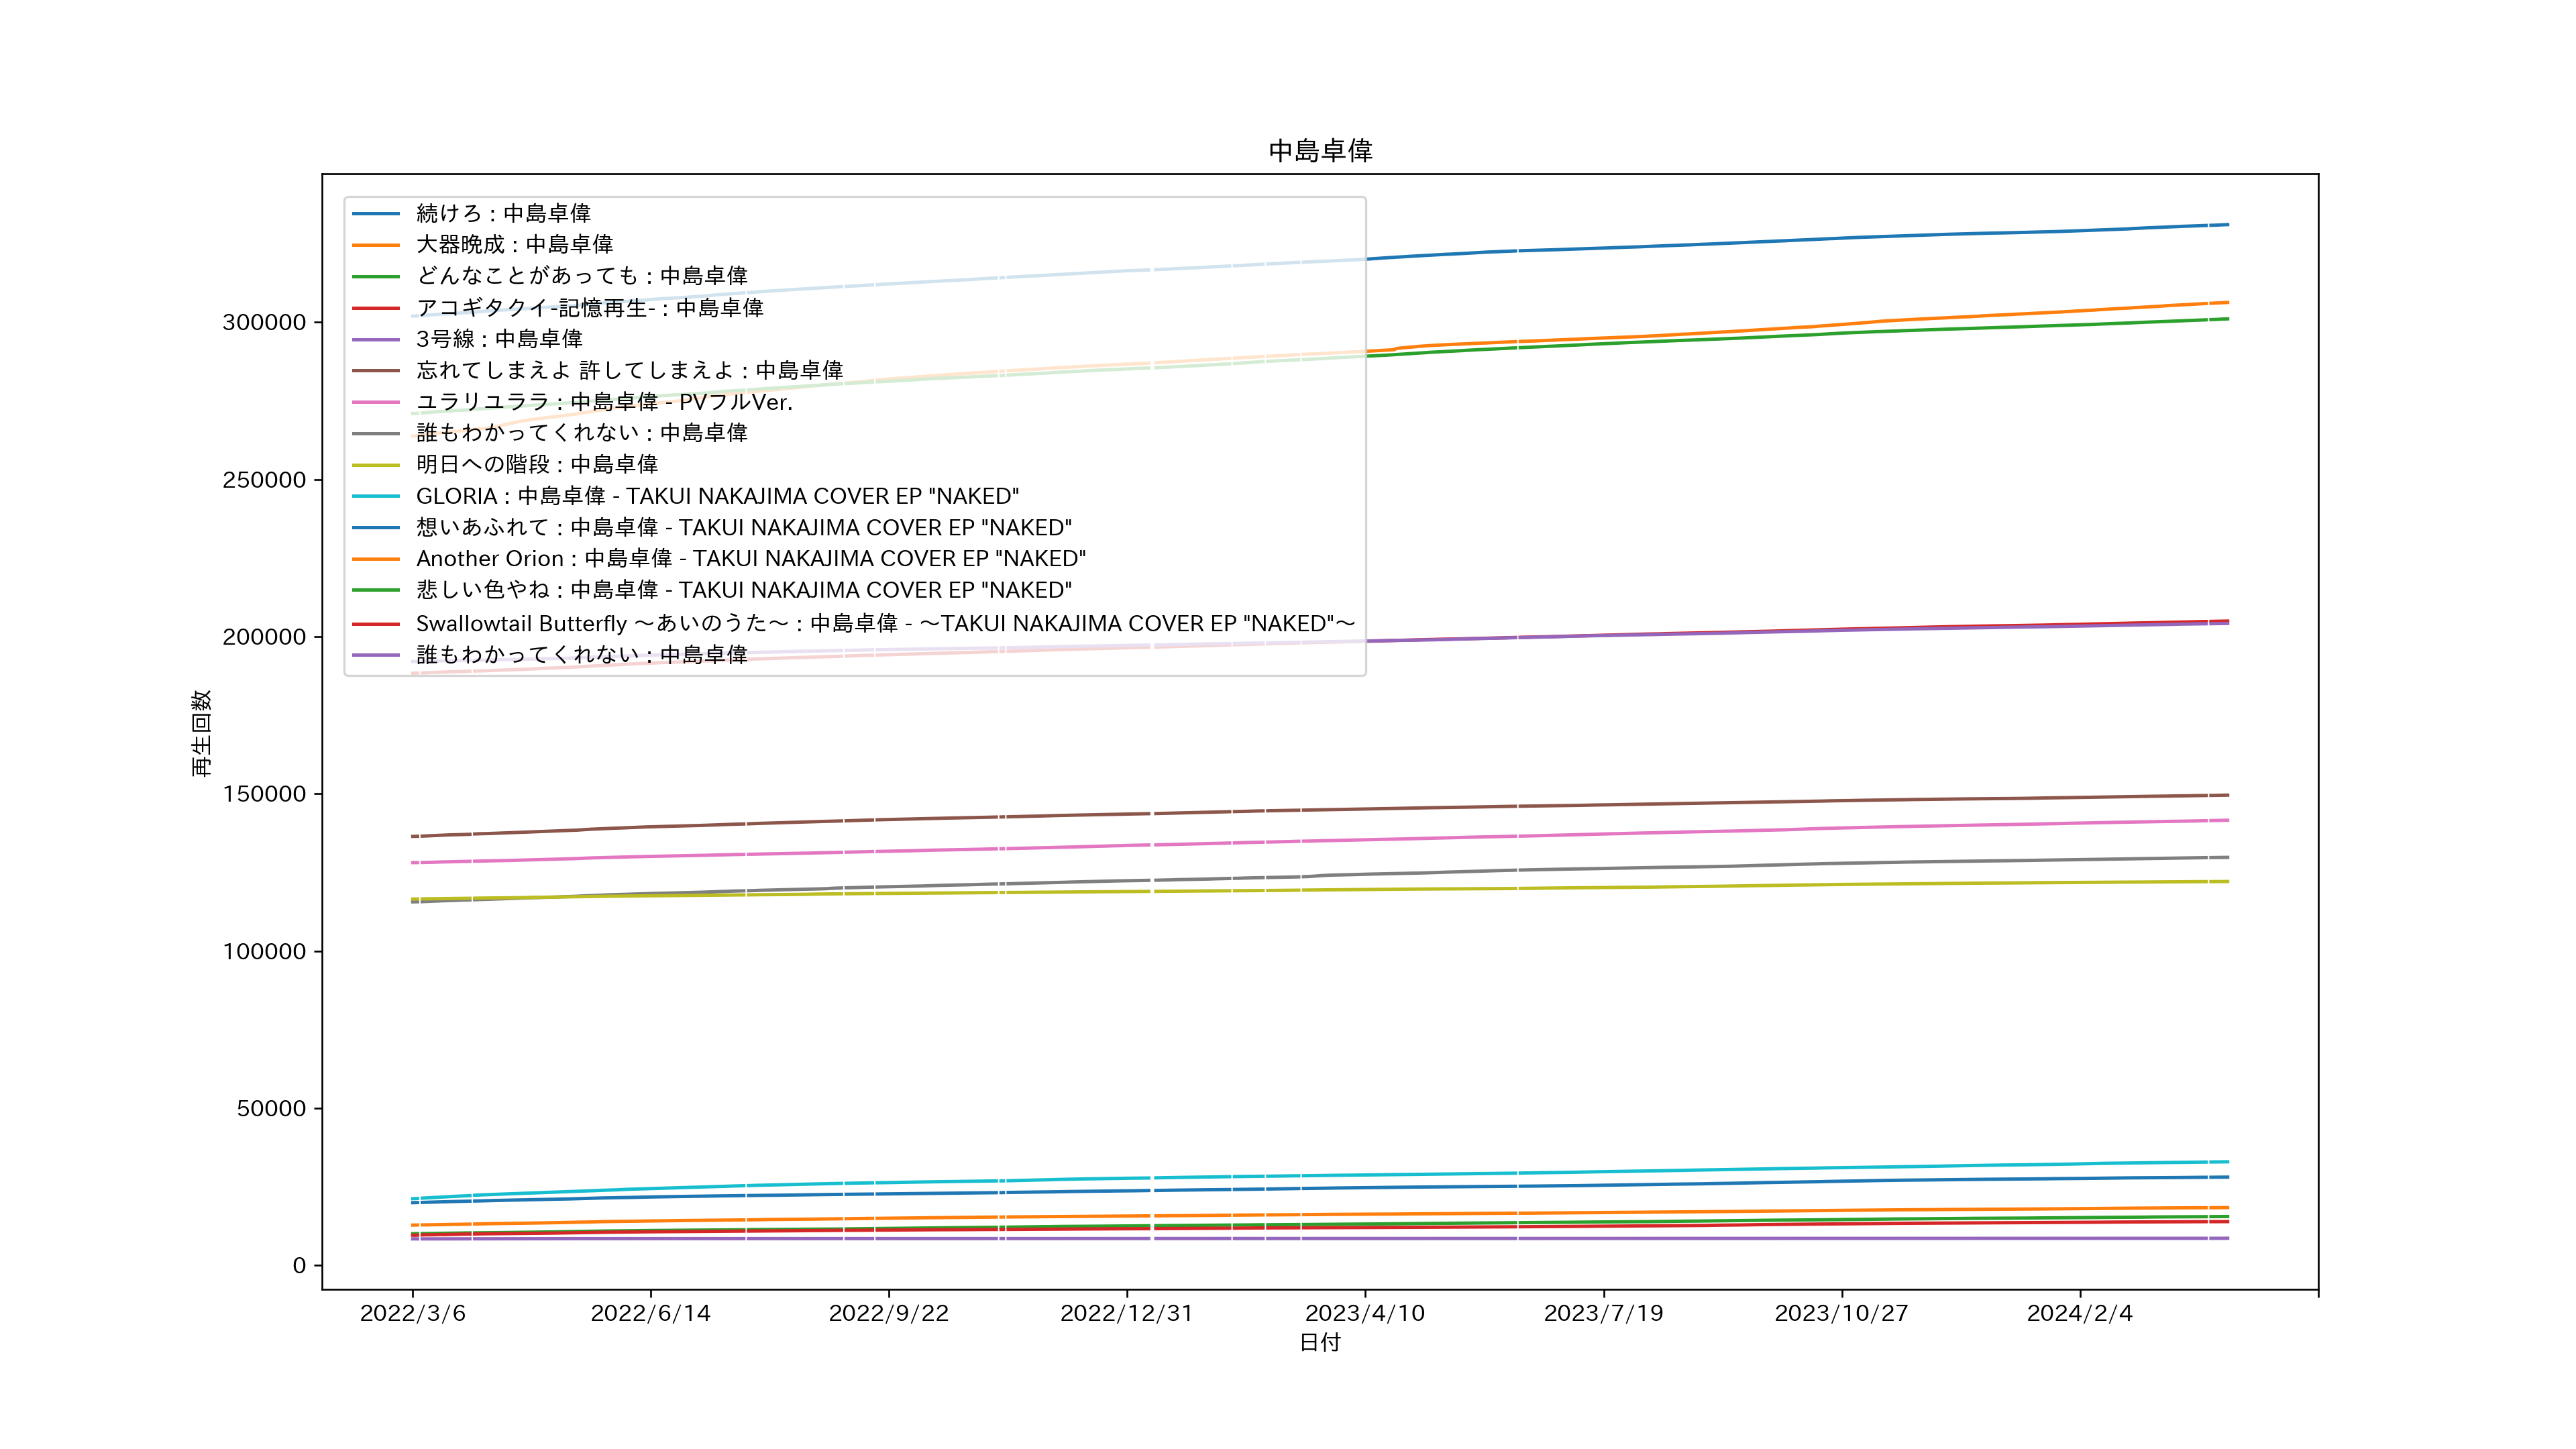 中島卓偉
続けろ : 中島卓偉
大器晩成 : 中島卓偉
どんなことがあっても : 中島卓偉
アコギタクイ-記憶再生- : 中島卓偉
3号線 : 中島卓偉
忘れてしまえよ 許してしまえよ : 中島卓偉
ユラリユララ : 中島卓偉 - PVフルVer.
誰もわかってくれない : 中島卓偉
明日への階段 : 中島卓偉
GLORIA : 中島卓偉 - TAKUI NAKAJIMA COVER EP "NAKED"
想いあふれて : 中島卓偉 - TAKUI NAKAJIMA COVER EP "NAKED"
Another Orion : 中島卓偉 - TAKUI NAKAJIMA COVER EP "NAKED"
悲しい色やね : 中島卓偉 - TAKUI NAKAJIMA COVER EP "NAKED"
Swallowtail Butterfly 〜あいのうた〜 : 中島卓偉 - 〜TAKUI NAKAJIMA COVER EP "NAKED"〜
誰もわかってくれない : 中島卓偉
300000
250000
200000
150000
100000
50000
0
再生回数
2022/3/6
2022/6/14
2022/9/22
2022/12/31
2023/4/10
2023/7/19
2023/10/27
2024/2/4
日付